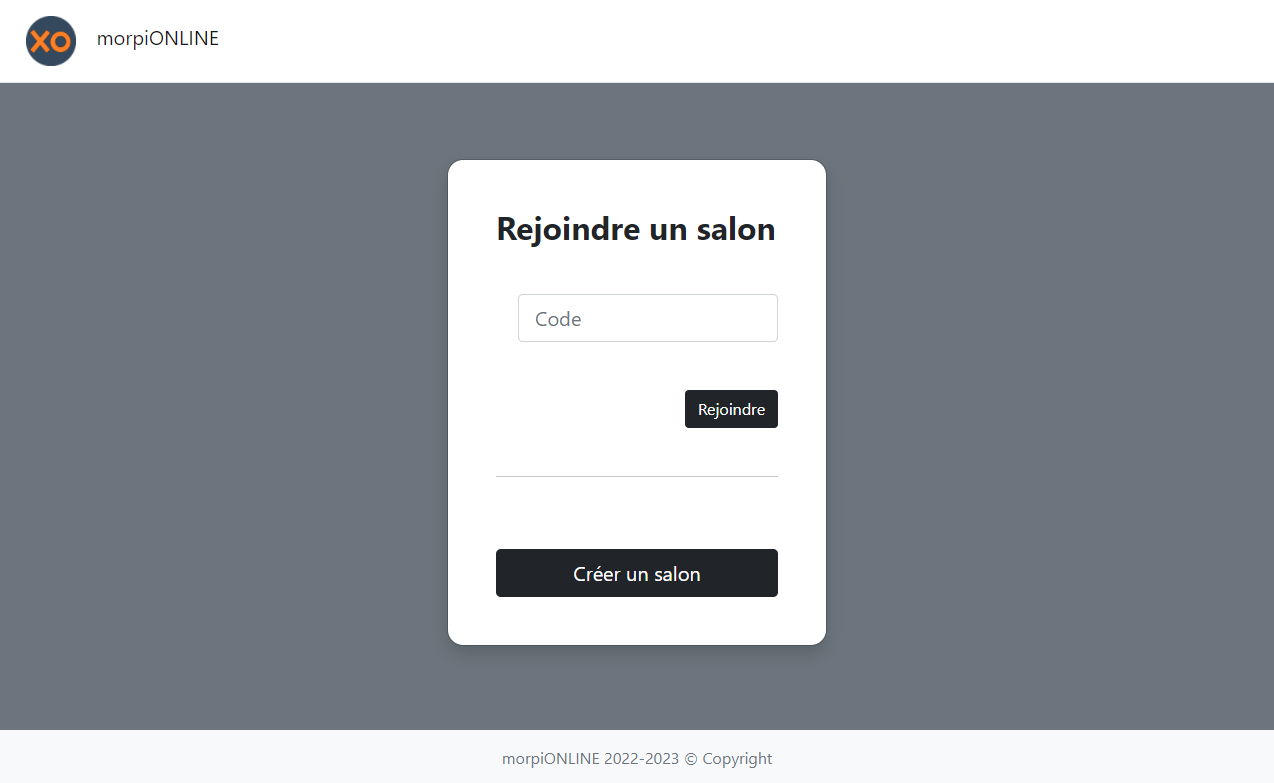 XO
morpiONLINE
Rejoindre un salon
Code
Rejoindre
Créer un salon
morpiONLINE 2022-2023 © Copyright